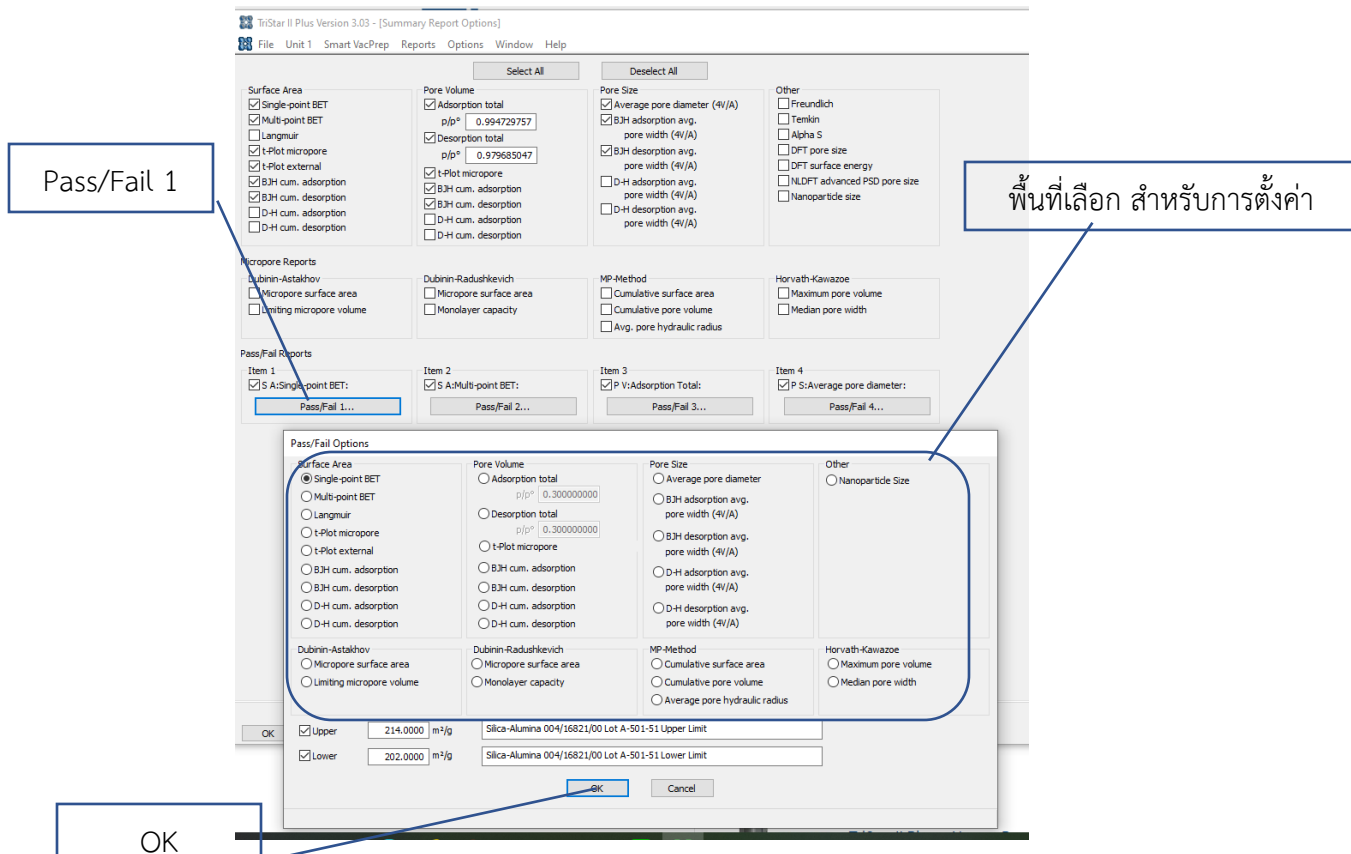 TriStar II Plus Version 3.03 - [Summary Report Options]
File Unit 1 Smart VacPrep Reports Options Window Help
Select All Deselect All
Surface Area
Single-point BET
Multi-point BET
Langmuir
t-Plot micropore
t-Plot external
BJH cum. adsorption
BJH cum. desorption
D-H cum. adsorption
D-H cum. desorption
Pore Volume
Adsorption total
p/p° 0.994729757
Desorption total
p/p° 0.979685047
t-Plot micropore
BJH cum. adsorption
BJH cum. desorption
D-H cum. adsorption
D-H cum. desorption
Pore Size
Average pore diameter (4V/A)
BJH adsorption avg.
pore width (4V/A)
BJH desorption avg.
pore width (4V/A)
D-H adsorption avg.
pore width (4V/A)
D-H desorption avg.
pore width (4V/A)
Other
Freundlich
Temkin
Alpha S
DFT pore size
DFT surface energy
NLDFT advanced PSD pore size
Nanoparticle size
Pass/Fail 1
พื้นที่เลือก สำหรับการตั้งค่า
Micropore Reports
Dubinin-Astakhov
Micropore surface area
Limiting micropore volume
Dubinin-Radushkevich
Micropore surface area
Monolayer capacity
MP-Method
Cumulative surface area
Cumulative pore volume
Avg. pore hydraulic radius
Horvath-Kawazoe
Maximum pore volume
Median pore width
Pass/Fail Reports
Item 1
S A:Single-point BET:
Pass/Fail 1...
Item 2
S A:Multi-point BET:
Pass/Fail 2...
Item 3
P V:Adsorption Total:
Pass/Fail 3...
Item 4
P S:Average pore diameter:
Pass/Fail 4...
Pass/Fail Options
Surface Area
Single-point BET
Multi-point BET
Langmuir
t-Plot micropore
t-Plot external
BJH cum. adsorption
BJH cum. desorption
D-H cum. adsorption
D-H cum. desorption
Pore Volume
Adsorption total
p/p° 0.300000000
Desorption total
p/p° 0.300000000
t-Plot micropore
BJH cum. adsorption
BJH cum. desorption
D-H cum. adsorption
D-H cum. desorption
Pore Size
Average pore diameter
BJH adsorption avg.
pore width (4V/A)
BJH desorption avg.
pore width (4V/A)
D-H adsorption avg.
pore width (4V/A)
D-H desorption avg.
pore width (4V/A)
Other
Nanoparticle Size
Dubinin-Astakhov
Micropore surface area
Limiting micropore volume
Dubinin-Radushkevich
Micropore surface area
Monolayer capacity
MP-Method
Cumulative surface area
Cumulative pore volume
Average pore hydraulic radius
Horvath-Kawazoe
Maximum pore volume
Median pore width
OK
Upper 214.0000 m²/g Silica-Alumina 004/16821/00 Lot A-501-51 Upper Limit
Lower 202.0000 m²/g Silica-Alumina 004/16821/00 Lot A-501-51 Lower Limit
OK Cancel
OK